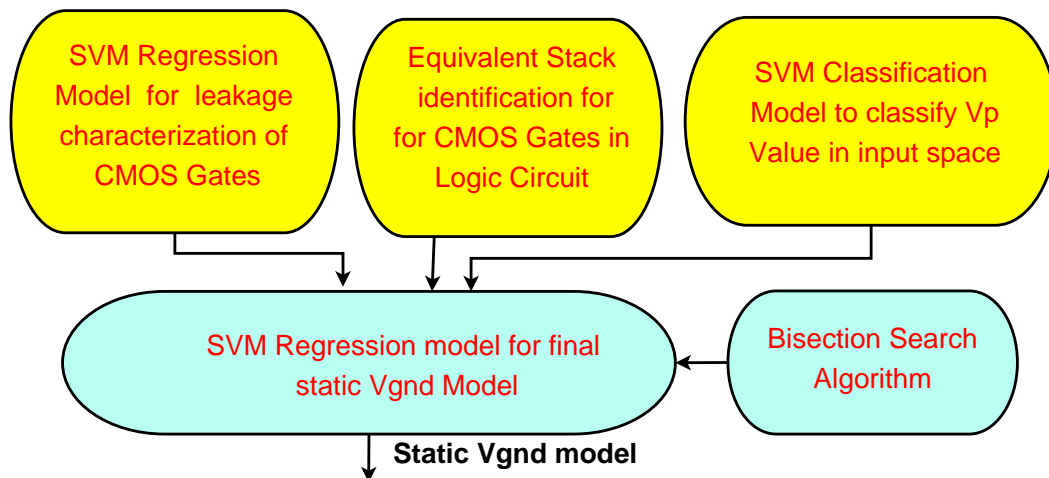 SVM Regression
Model for leakage
characterization of
CMOS Gates
Equivalent Stack
identification for
for CMOS Gates in
Logic Circuit
SVM Classification
Model to classify Vp
Value in input space
SVM Regression model for final
static Vgnd Model
Bisection Search
Algorithm
Static Vgnd model